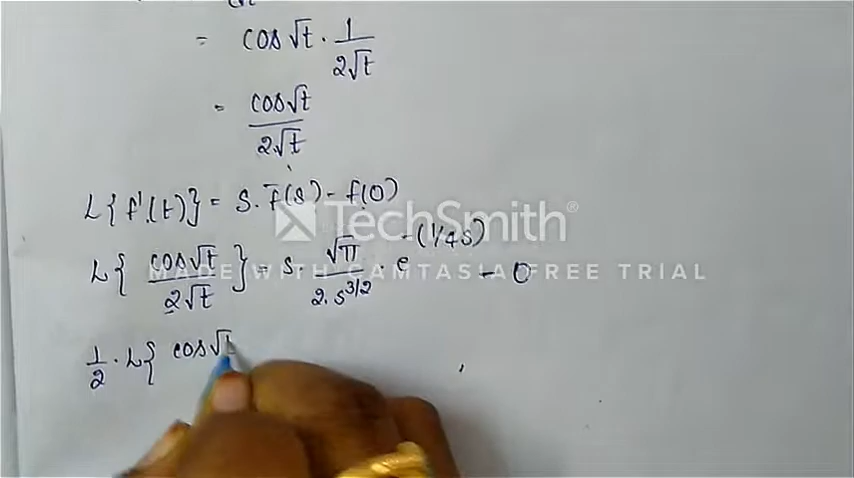 = cos √t · 1/2√t
= cos √t / 2√t
L{f'(t)} = s. f̄(s) - f(0)
TechSmith
L{cos √t / 2√t} = s. √π / 2.s^3/2 · e^-(1/4s) - 0
MADE WITH CAMTASIA FREE TRIAL
1/2 · L{ cos √t